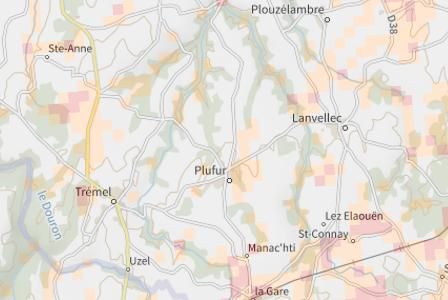 Plouzélambre
D38
Ste-Anne
Lanvellec
Plufur
Trémel
le Douron
Lez Elaouën
St-Connay
Manac'hti
Uzel
la Gare